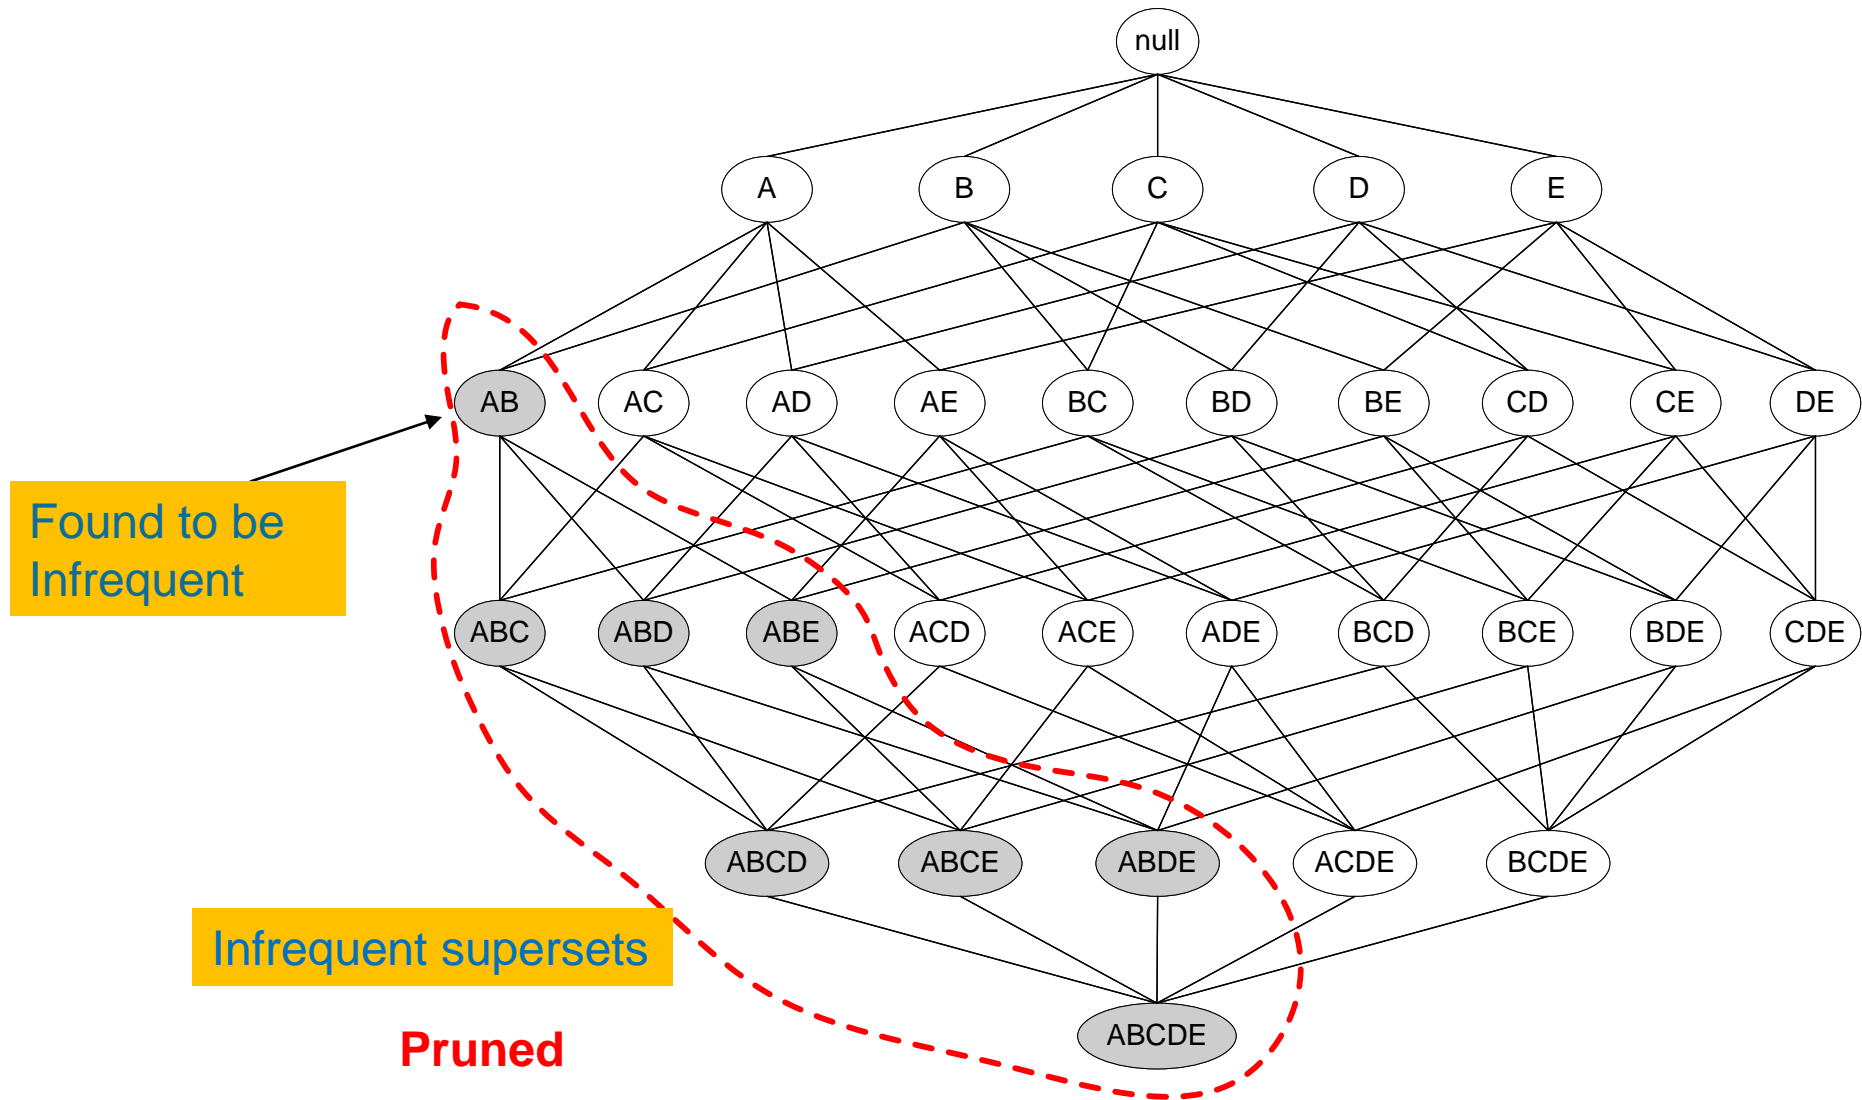 null
A B C D E
AB AC AD AE BC BD BE CD CE DE
Found to be
Infrequent
ABC ABD ABE ACD ACE ADE BCD BCE BDE CDE
ABCD ABCE ABDE ACDE BCDE
Infrequent supersets
ABCDE
Pruned